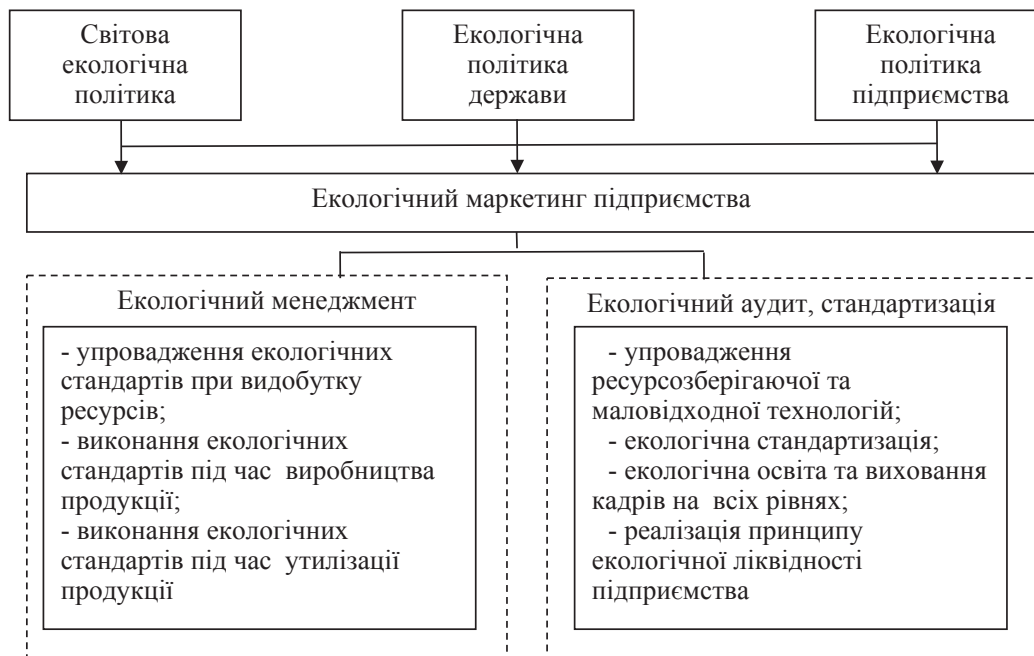 Світова
екологічна
політика
Екологічна
політика
держави
Екологічна
політика
підприємства
Екологічний маркетинг підприємства
Екологічний менеджмент
- упровадження екологічних
стандартів при видобутку
ресурсів;
- виконання екологічних
стандартів під час виробництва
продукції;
- виконання екологічних
стандартів під час утилізації
продукції
Екологічний аудит, стандартизація
- упровадження
ресурсозберігаючої та
маловідходної технологій;
- екологічна стандартизація;
- екологічна освіта та виховання
кадрів на всіх рівнях;
- реалізація принципу
екологічної ліквідності
підприємства